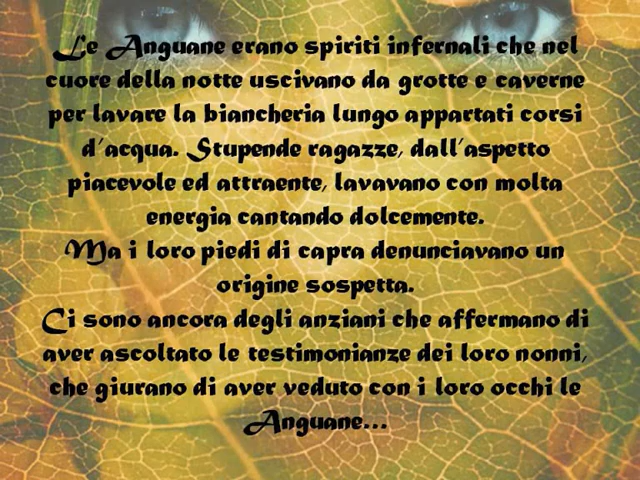 Le Anguane erano spiriti infernali che nel
cuore della notte uscivano da grotte e caverne
per lavare la biancheria lungo appartati corsi
d'acqua. Stupende ragazze, dall'aspetto
piacevole ed attraente, lavavano con molta
energia cantando dolcemente.
Ma i loro piedi di capra denunciavano un
origine sospetta.
Ci sono ancora degli anziani che affermano di
aver ascoltato le testimonianze dei loro nonni,
che giurano di aver veduto con i loro occhi le
Anguane...